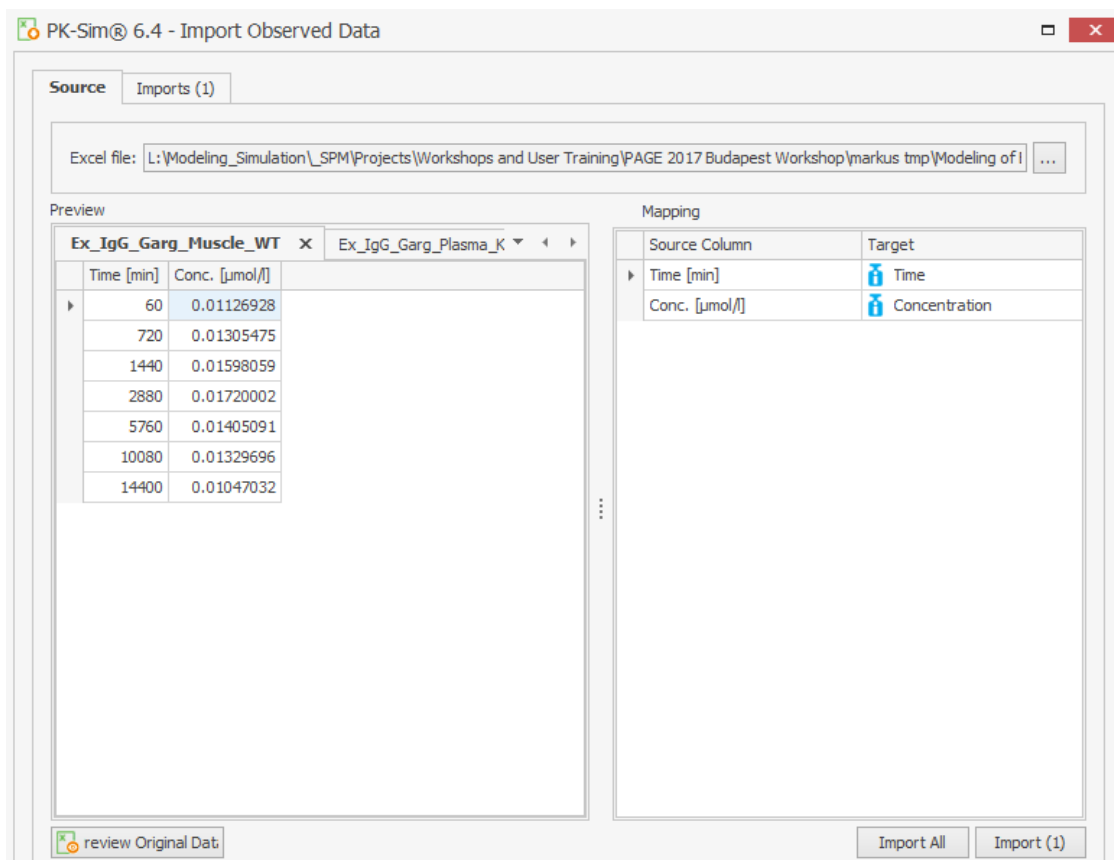 PK-Sim® 6.4 - Import Observed Data
Source Imports (1)
Excel file: L:\Modeling_Simulation\_SPM\Projects\Workshops and User Training\PAGE 2017 Budapest Workshop\markus tmp\Modeling of I ...
Preview
Mapping
Ex_IgG_Garg_Muscle_WT x Ex_IgG_Garg_Plasma_K
Time [min] Conc. [µmol/l]
60 0.01126928
720 0.01305475
1440 0.01598059
2880 0.01720002
5760 0.01405091
10080 0.01329696
14400 0.01047032
Source Column Target
Time [min] Time
Conc. [µmol/l] Concentration
review Original Dat
Import All Import (1)